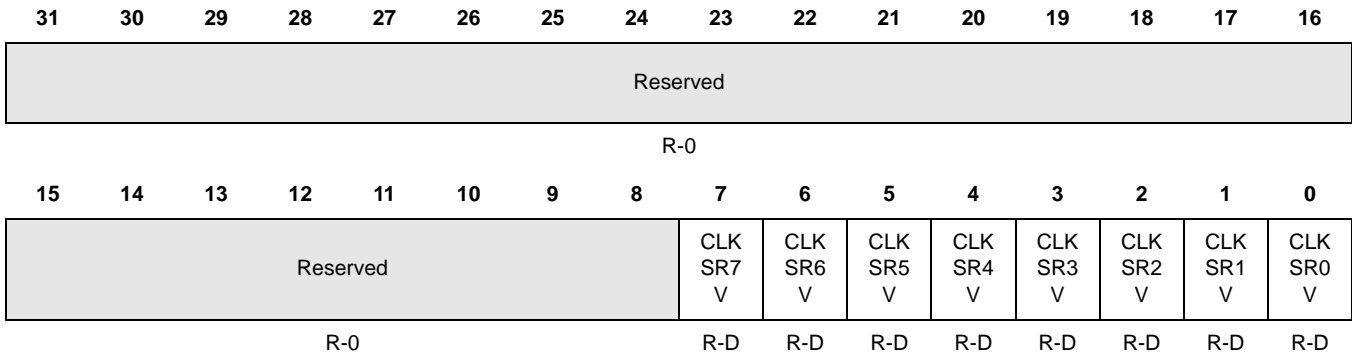 31 30 29 28 27 26 25 24 23 22 21 20 19 18 17 16
Reserved
R-0
15 14 13 12 11 10 9 8 7 6 5 4 3 2 1 0
Reserved
CLK SR7 V
CLK SR6 V
CLK SR5 V
CLK SR4 V
CLK SR3 V
CLK SR2 V
CLK SR1 V
CLK SR0 V
R-0 R-D R-D R-D R-D R-D R-D R-D R-D